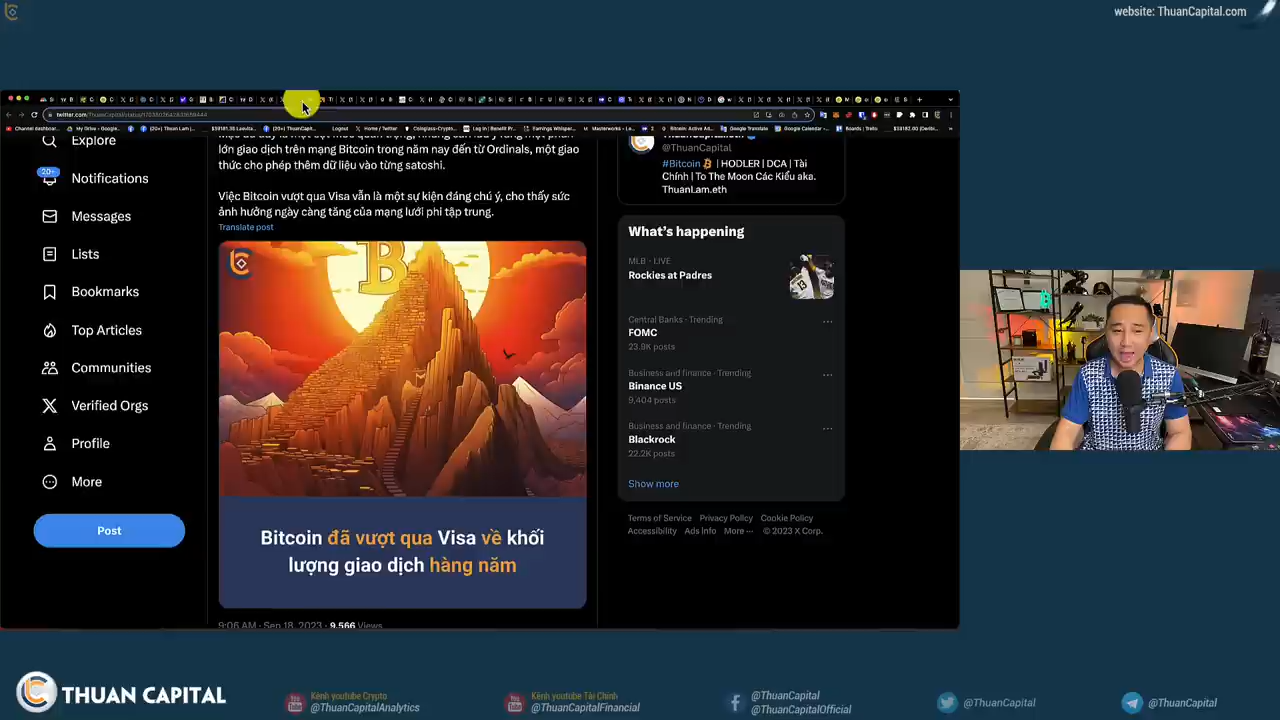 website: ThuanCapital.com
Explore
20+
Notifications
Messages
Lists
Bookmarks
Top Articles
Communities
Verified Orgs
Profile
More
Post
lớn giao dịch trên mạng Bitcoin trong năm nay đến từ Ordinals, một giao
thức cho phép thêm dữ liệu vào từng satoshi.
Việc Bitcoin vượt qua Visa vẫn là một sự kiện đáng chú ý, cho thấy sức
ảnh hưởng ngày càng tăng của mạng lưới phi tập trung.
Translate post
Bitcoin đã vượt qua Visa về khối
lượng giao dịch hàng năm
9:06 AM · Sep 18, 2023 · 9,566 Views
@ThuanCapital
#Bitcoin | HODLER | DCA | Tài
Chính | To The Moon Các Kiểu aka.
ThuanLam.eth
What's happening
MLB · LIVE
Rockies at Padres
Central Banks · Trending
FOMC
23.9K posts
Business and finance · Trending
Binance US
9,404 posts
Business and finance · Trending
Blackrock
22.2K posts
Show more
Terms of Service Privacy Policy Cookie Policy
Accessibility Ads info More ··· © 2023 X Corp.
THUAN CAPITAL
Kênh youtube Crypto
@ThuanCapitalAnalytics
Kênh youtube Tài Chính
@ThuanCapitalFinancial
@ThuanCapital
@ThuanCapitalOfficial
@ThuanCapital
@ThuanCapital